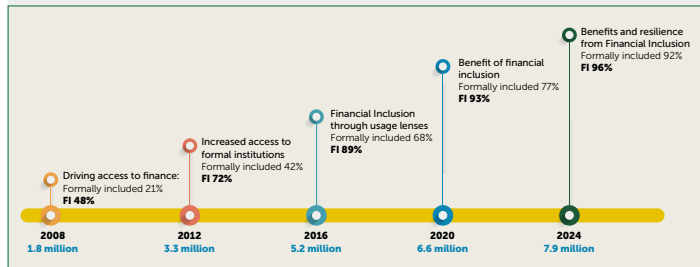 Benefits and resilience
from Financial Inclusion
Formally included 92%
FI 96%
Benefit of financial
inclusion
Formally included 77%
FI 93%
Financial Inclusion
through usage lenses
Formally included 68%
FI 89%
Increased access to
formal institutions
Formally included 42%
FI 72%
Driving access to finance:
Formally included 21%
FI 48%
2008
2012
2016
2020
2024
1.8 million
3.3 million
5.2 million
6.6 million
7.9 million